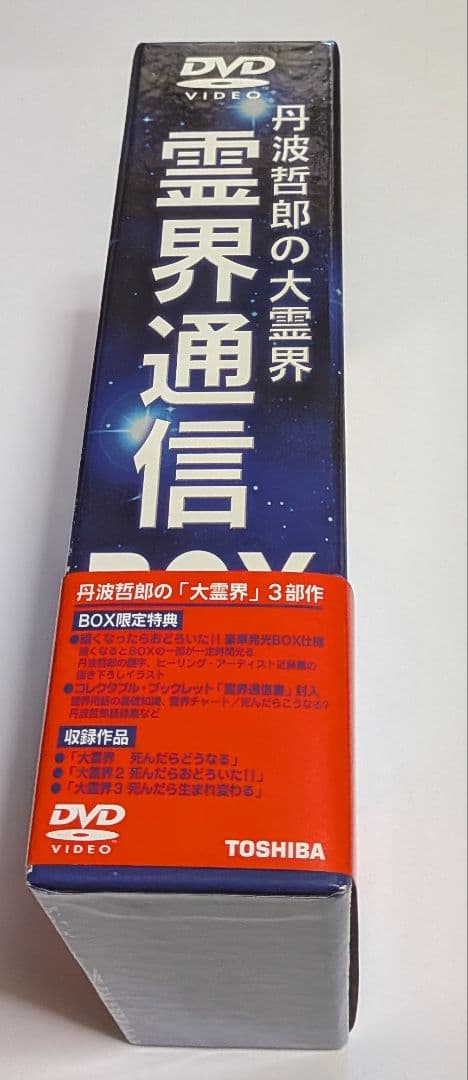 DVD
VIDEO
丹波哲郎の大霊界
霊界通信
BOX
丹波哲郎の「大霊界」3部作
BOX限定特典
●暗くなったらおどろいた!! 豪華発光BOX仕様
暗くなるとBOXの一部が一定時間光る
丹波哲郎の題字、ヒーリング・アーティスト近藤薫の
描き下ろしイラスト
●コレクタブル・ブックレット「霊界通信書」封入
霊界用語の基礎知識、霊界チャート/死んだらこうなる?
丹波哲郎語録集など
収録作品
●「大霊界 死んだらどうなる」
●「大霊界2 死んだらおどろいた!!」
●「大霊界3 死んだら生まれ変わる」
DVD
VIDEO
TOSHIBA